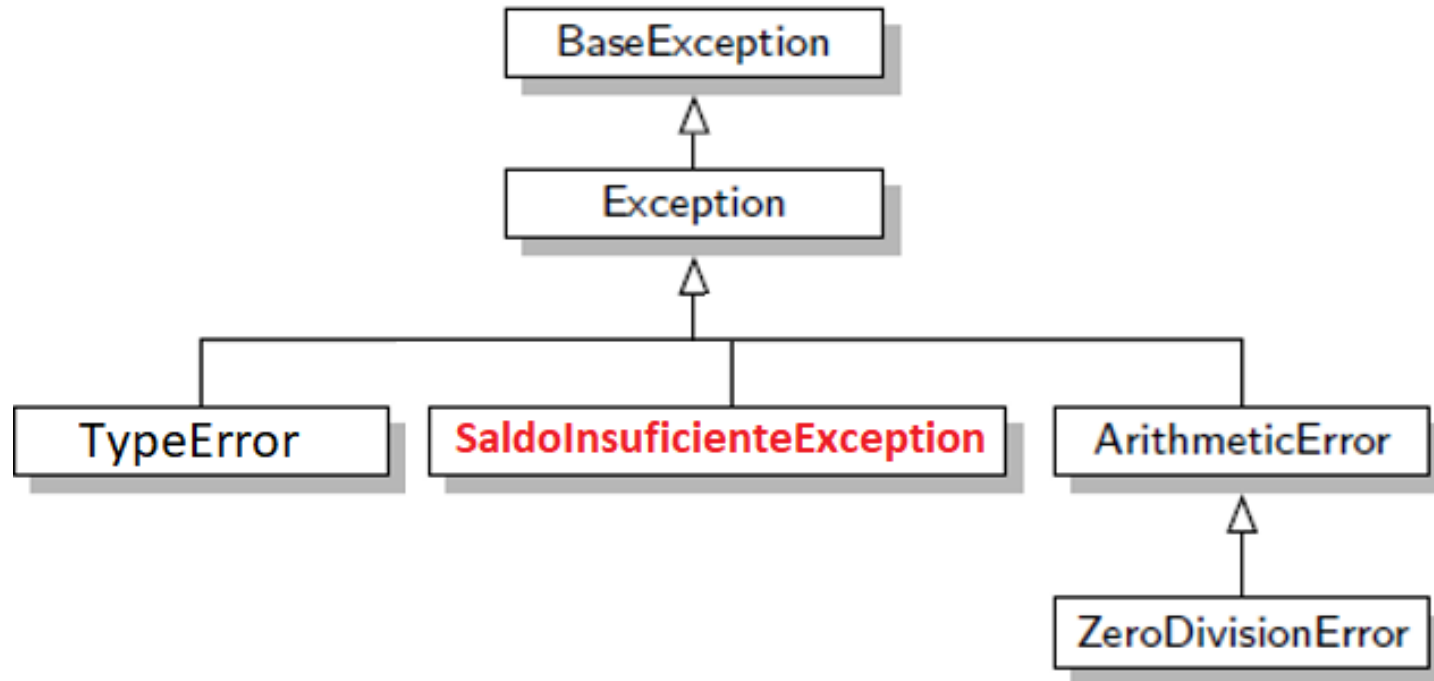 BaseException
Exception
TypeError
SaldoInsuficienteException
ArithmeticError
ZeroDivisionError